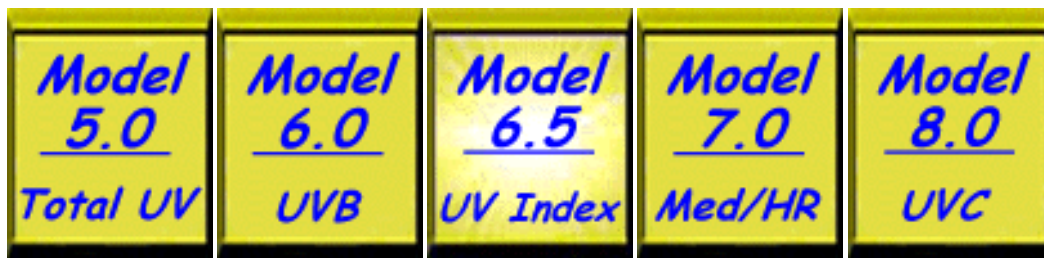 Model
5.0
Total UV
Model
6.0
UVB
Model
6.5
UV Index
Model
7.0
Med/HR
Model
8.0
UVC